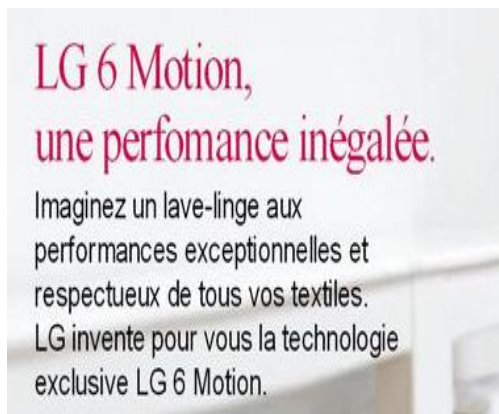 LG 6 Motion,
une perfomance inégalée.
Imaginez un lave-linge aux
performances exceptionnelles et
respectueux de tous vos textiles.
LG invente pour vous la technologie
exclusive LG 6 Motion.